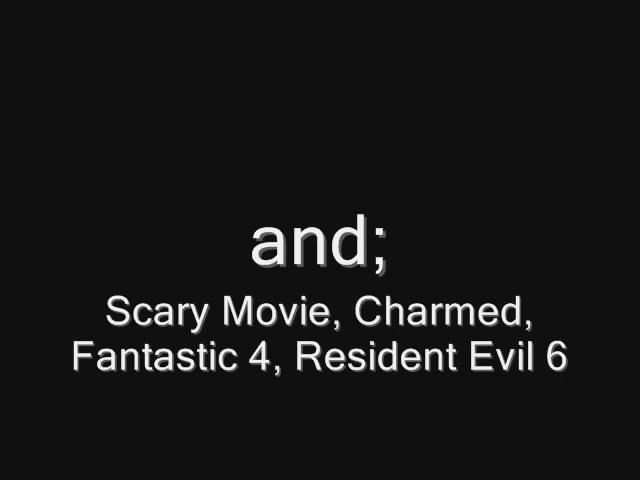 and;
Scary Movie, Charmed,
Fantastic 4, Resident Evil 6